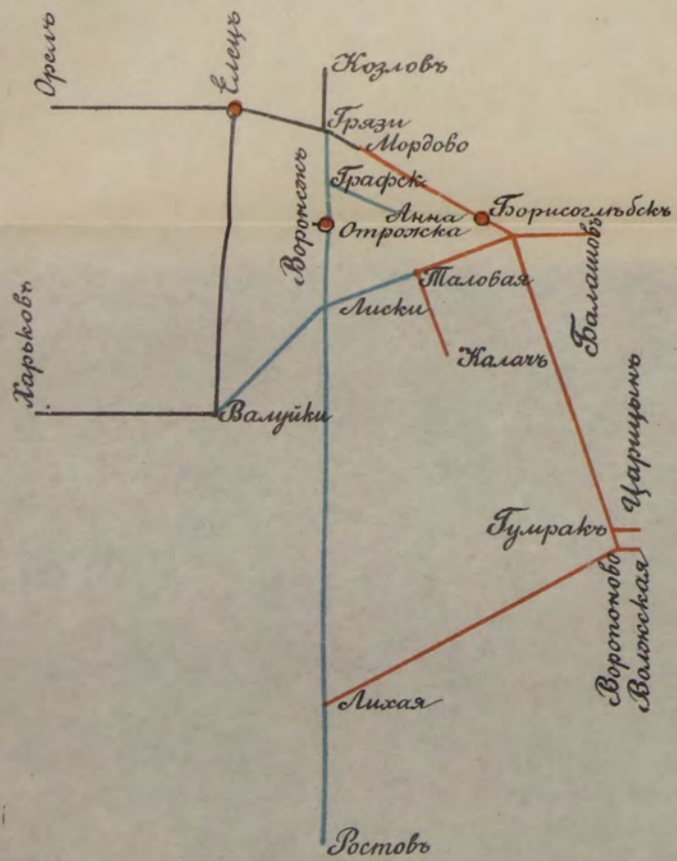 Орелъ
Елецъ
Козловъ
Грязи
Мордово
Графск.
Анна
Борисоглѣбскъ
Воронежъ
Отрожка
Балашовъ
Таловая
Лиски
Калачъ
Харьковъ
Валуйки
Царицынъ
Гумракъ
Воропоново
Волжская
Лихая
Ростовъ